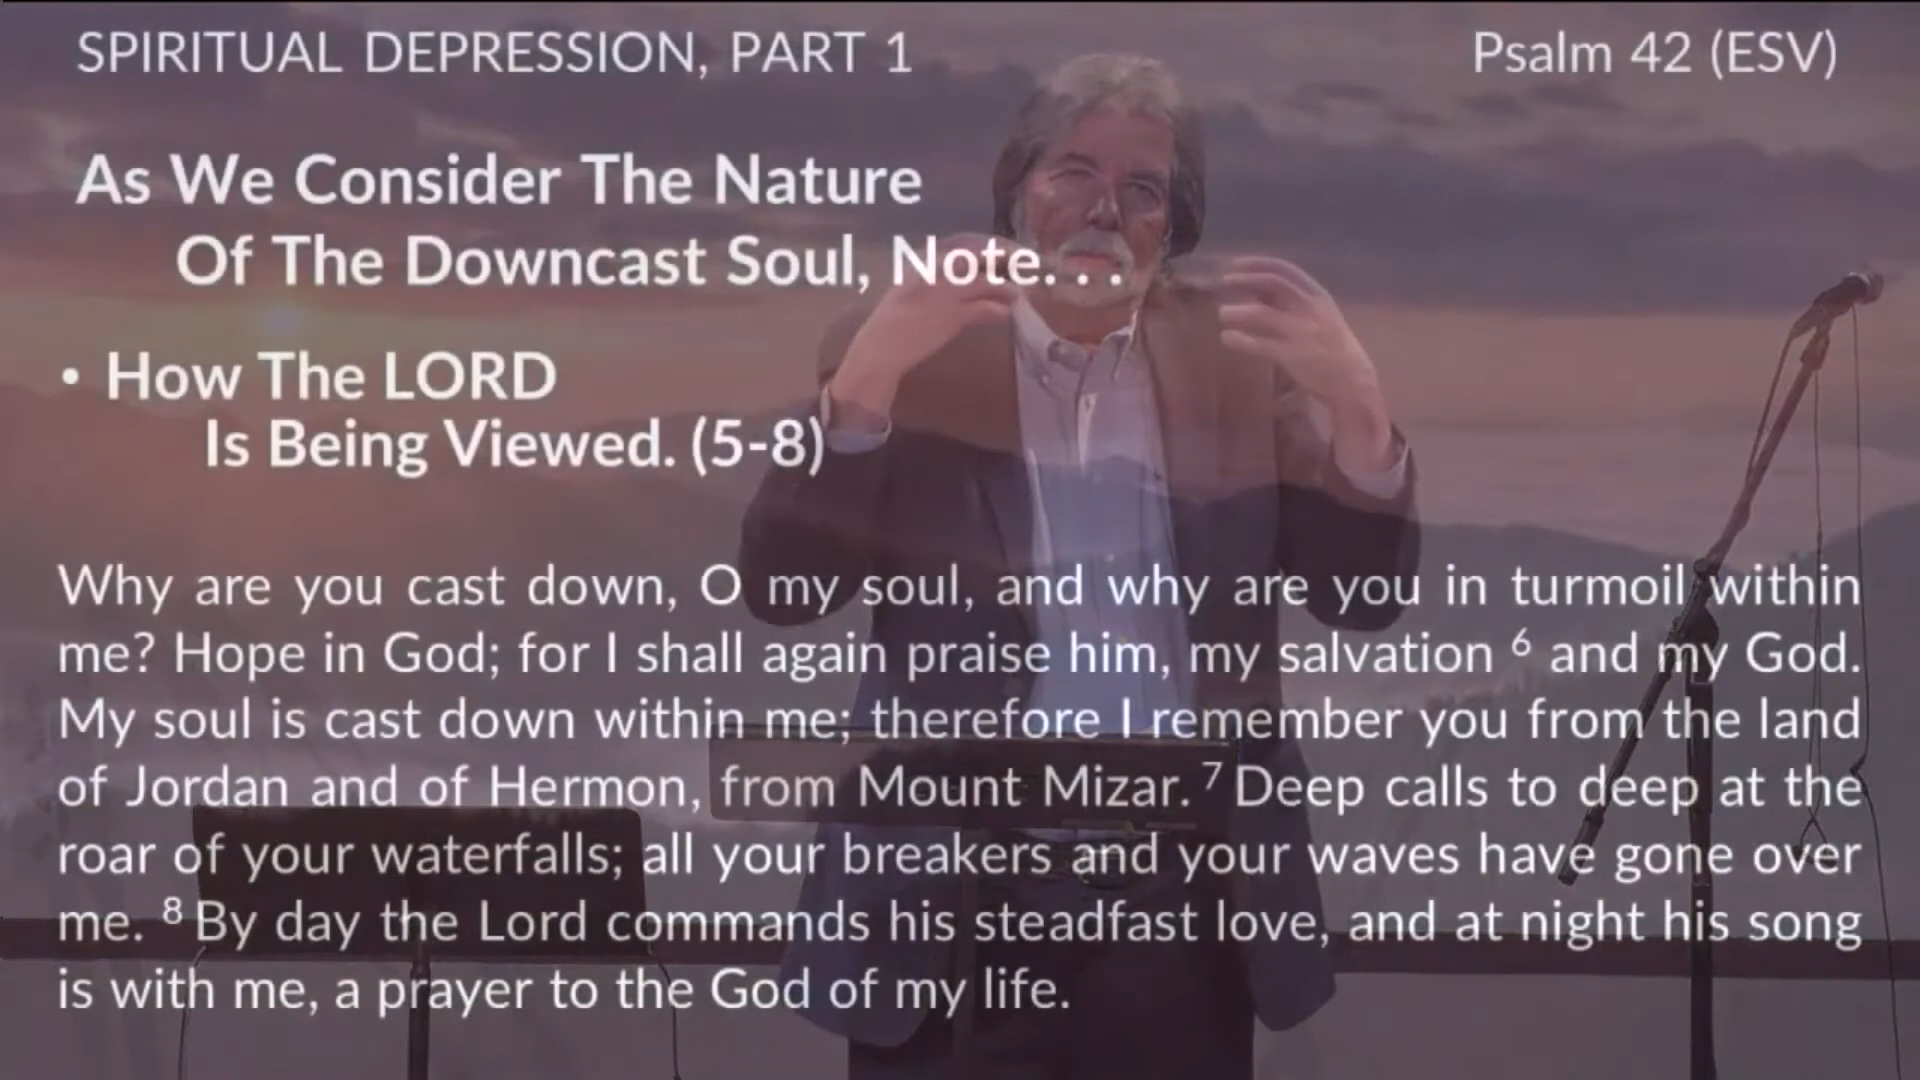 SPIRITUAL DEPRESSION, PART 1
Psalm 42 (ESV)
As We Consider The Nature
Of The Downcast Soul, Note. . .
• How The LORD
Is Being Viewed. (5-8)
Why are you cast down, O my soul, and why are you in turmoil within
me? Hope in God; for I shall again praise him, my salvation ⁶ and my God.
My soul is cast down within me; therefore I remember you from the land
of Jordan and of Hermon, from Mount Mizar. ⁷ Deep calls to deep at the
roar of your waterfalls; all your breakers and your waves have gone over
me. ⁸ By day the Lord commands his steadfast love, and at night his song
is with me, a prayer to the God of my life.